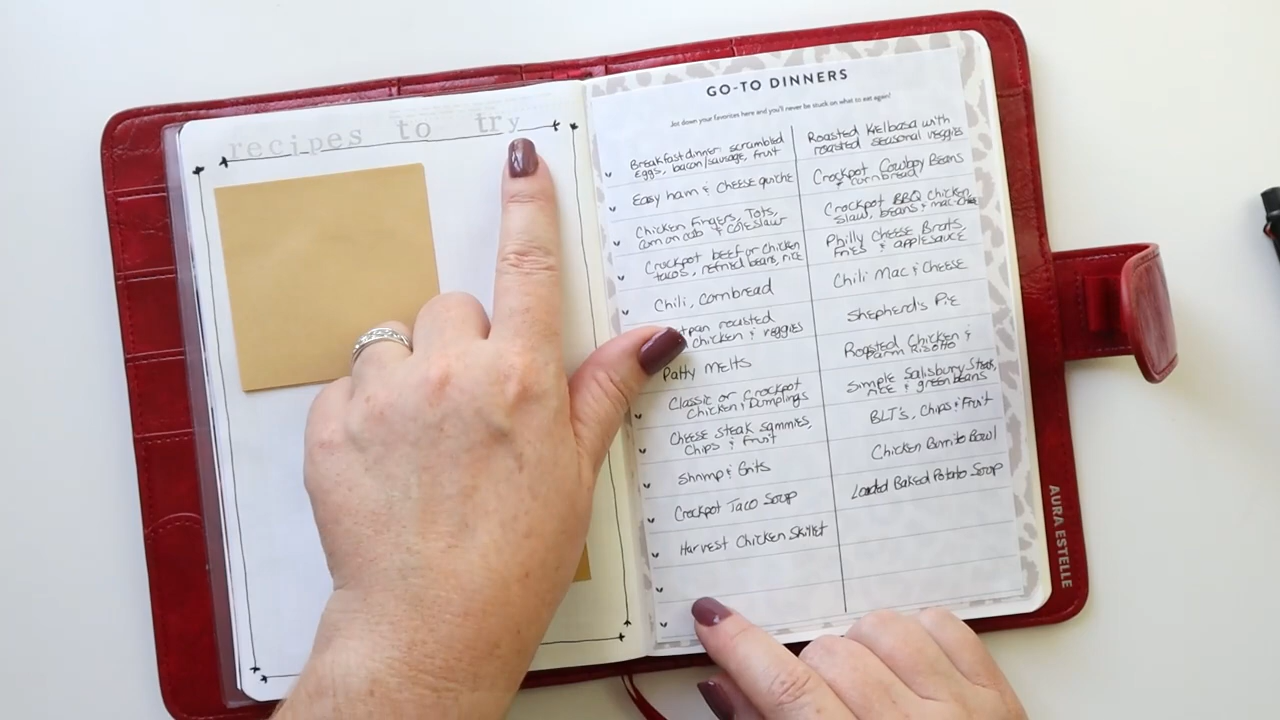 recipes to try
GO-TO DINNERS
Jot down your favorites here and you'll never be stuck on what to eat again!
Breakfast dinner: scrambled
eggs, bacon/sausage, fruit
Easy ham & cheese quiche
Chicken Fingers, Tots,
corn on cob & coleslaw
Crockpot beef or chicken
tacos, refried beans, rice
Chili, cornbread
tpan roasted
chicken & veggies
Patty Melts
Classic or Crockpot
Chicken & Dumplings
Cheese steak sammies,
Chips & Fruit
Shrimp & Grits
Crockpot Taco Soup
Harvest Chicken Skillet
Roasted Kielbasa with
roasted seasonal veggies
Crockpot Cowboy Beans
& cornbread
Crockpot BBQ chicken,
slaw, beans & mac-chs
Philly Cheese Brats,
Fries & applesauce
Chili Mac & Cheese
Shepherd's Pie
Roasted Chicken &
Parm Risotto
Simple Salisbury Steak,
rice & green beans
BLT's, Chips & Fruit
Chicken Burrito Bowl
Loaded Baked Potato Soup
AURA ESTELLE